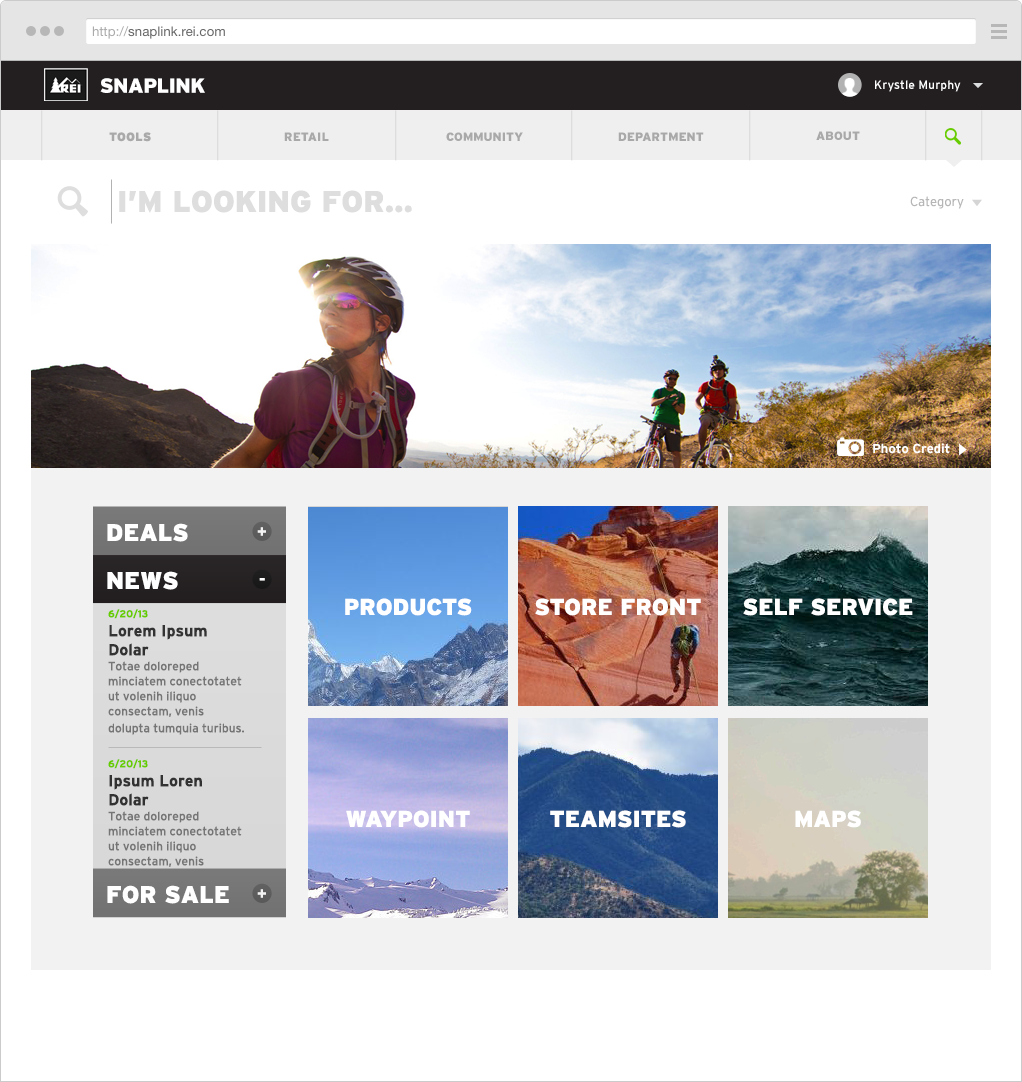 http://snaplink.rei.com
REI SNAPLINK
Krystle Murphy
TOOLS RETAIL COMMUNITY DEPARTMENT ABOUT
I'M LOOKING FOR...
Category
Photo Credit
DEALS +
NEWS -
6/20/13
Lorem Ipsum
Dolar
Totae doloreped
minciatem conectotatet
ut volenih iliquo
consectam, venis
dolupta tumquia turibus.
6/20/13
Ipsum Loren
Dolar
Totae doloreped
minciatem conectotatet
ut volenih iliquo
consectam, venis
FOR SALE +
PRODUCTS STORE FRONT SELF SERVICE
WAYPOINT TEAMSITES MAPS